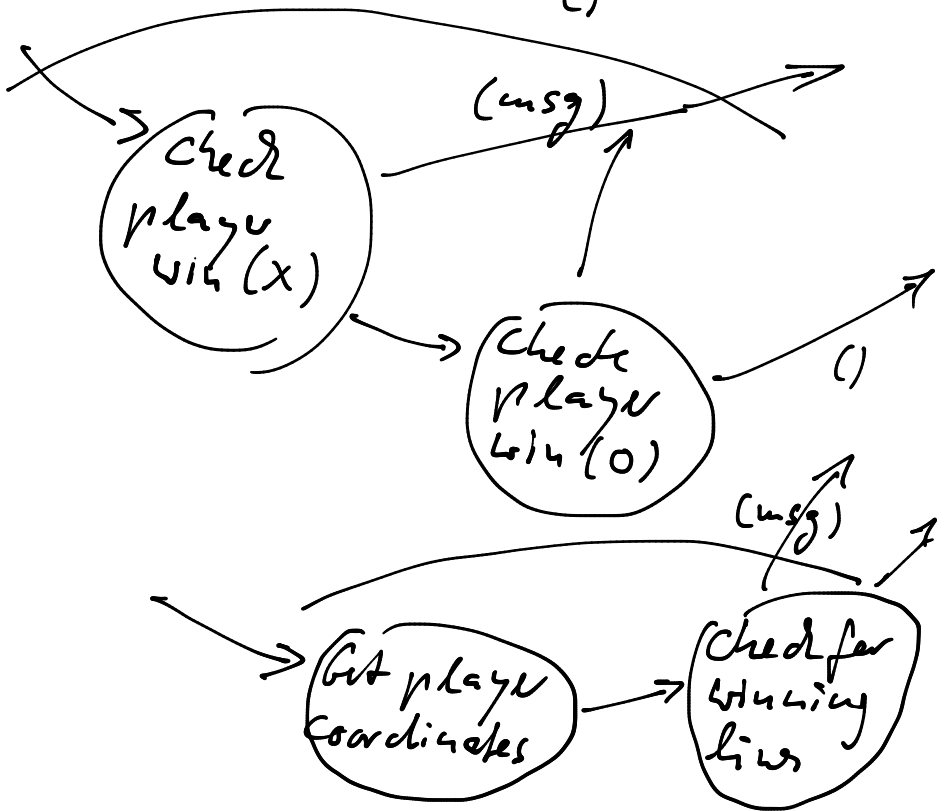 ()
(msg)
Check
player
win (X)
Check
player
win (O)
()
(msg)
Get player
coordinates
Check for
winning
lines